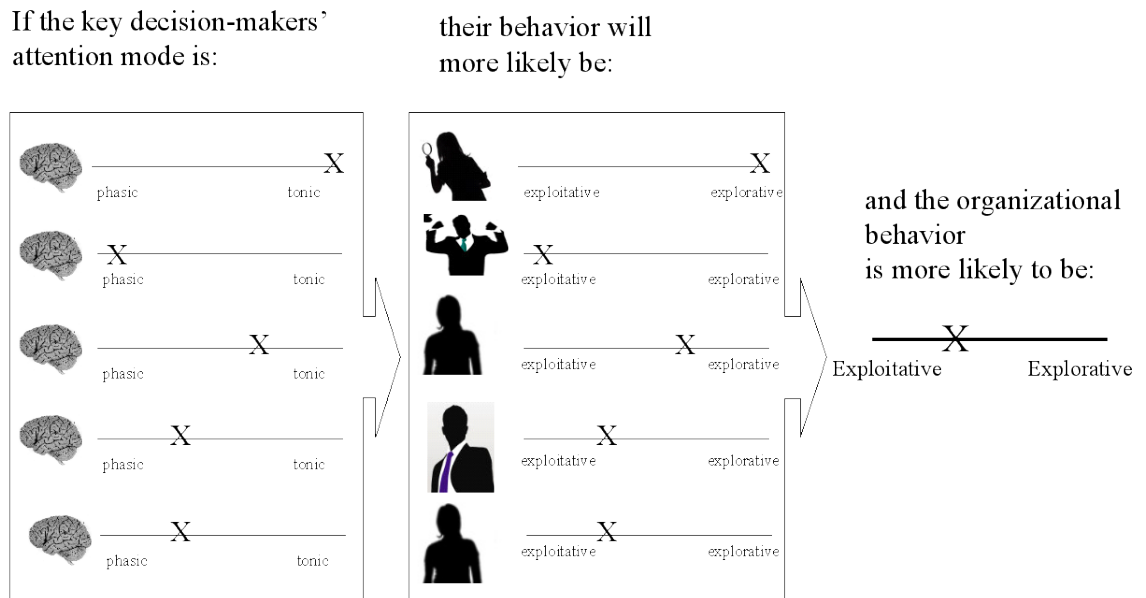 If the key decision-makers’
attention mode is:
their behavior will
more likely be:
and the organizational
behavior
is more likely to be:
X
phasic tonic
X
phasic tonic
X
phasic tonic
X
phasic tonic
X
phasic tonic
X
exploitative explorative
X
exploitative explorative
X
exploitative explorative
X
exploitative explorative
X
exploitative explorative
X
Exploitative Explorative